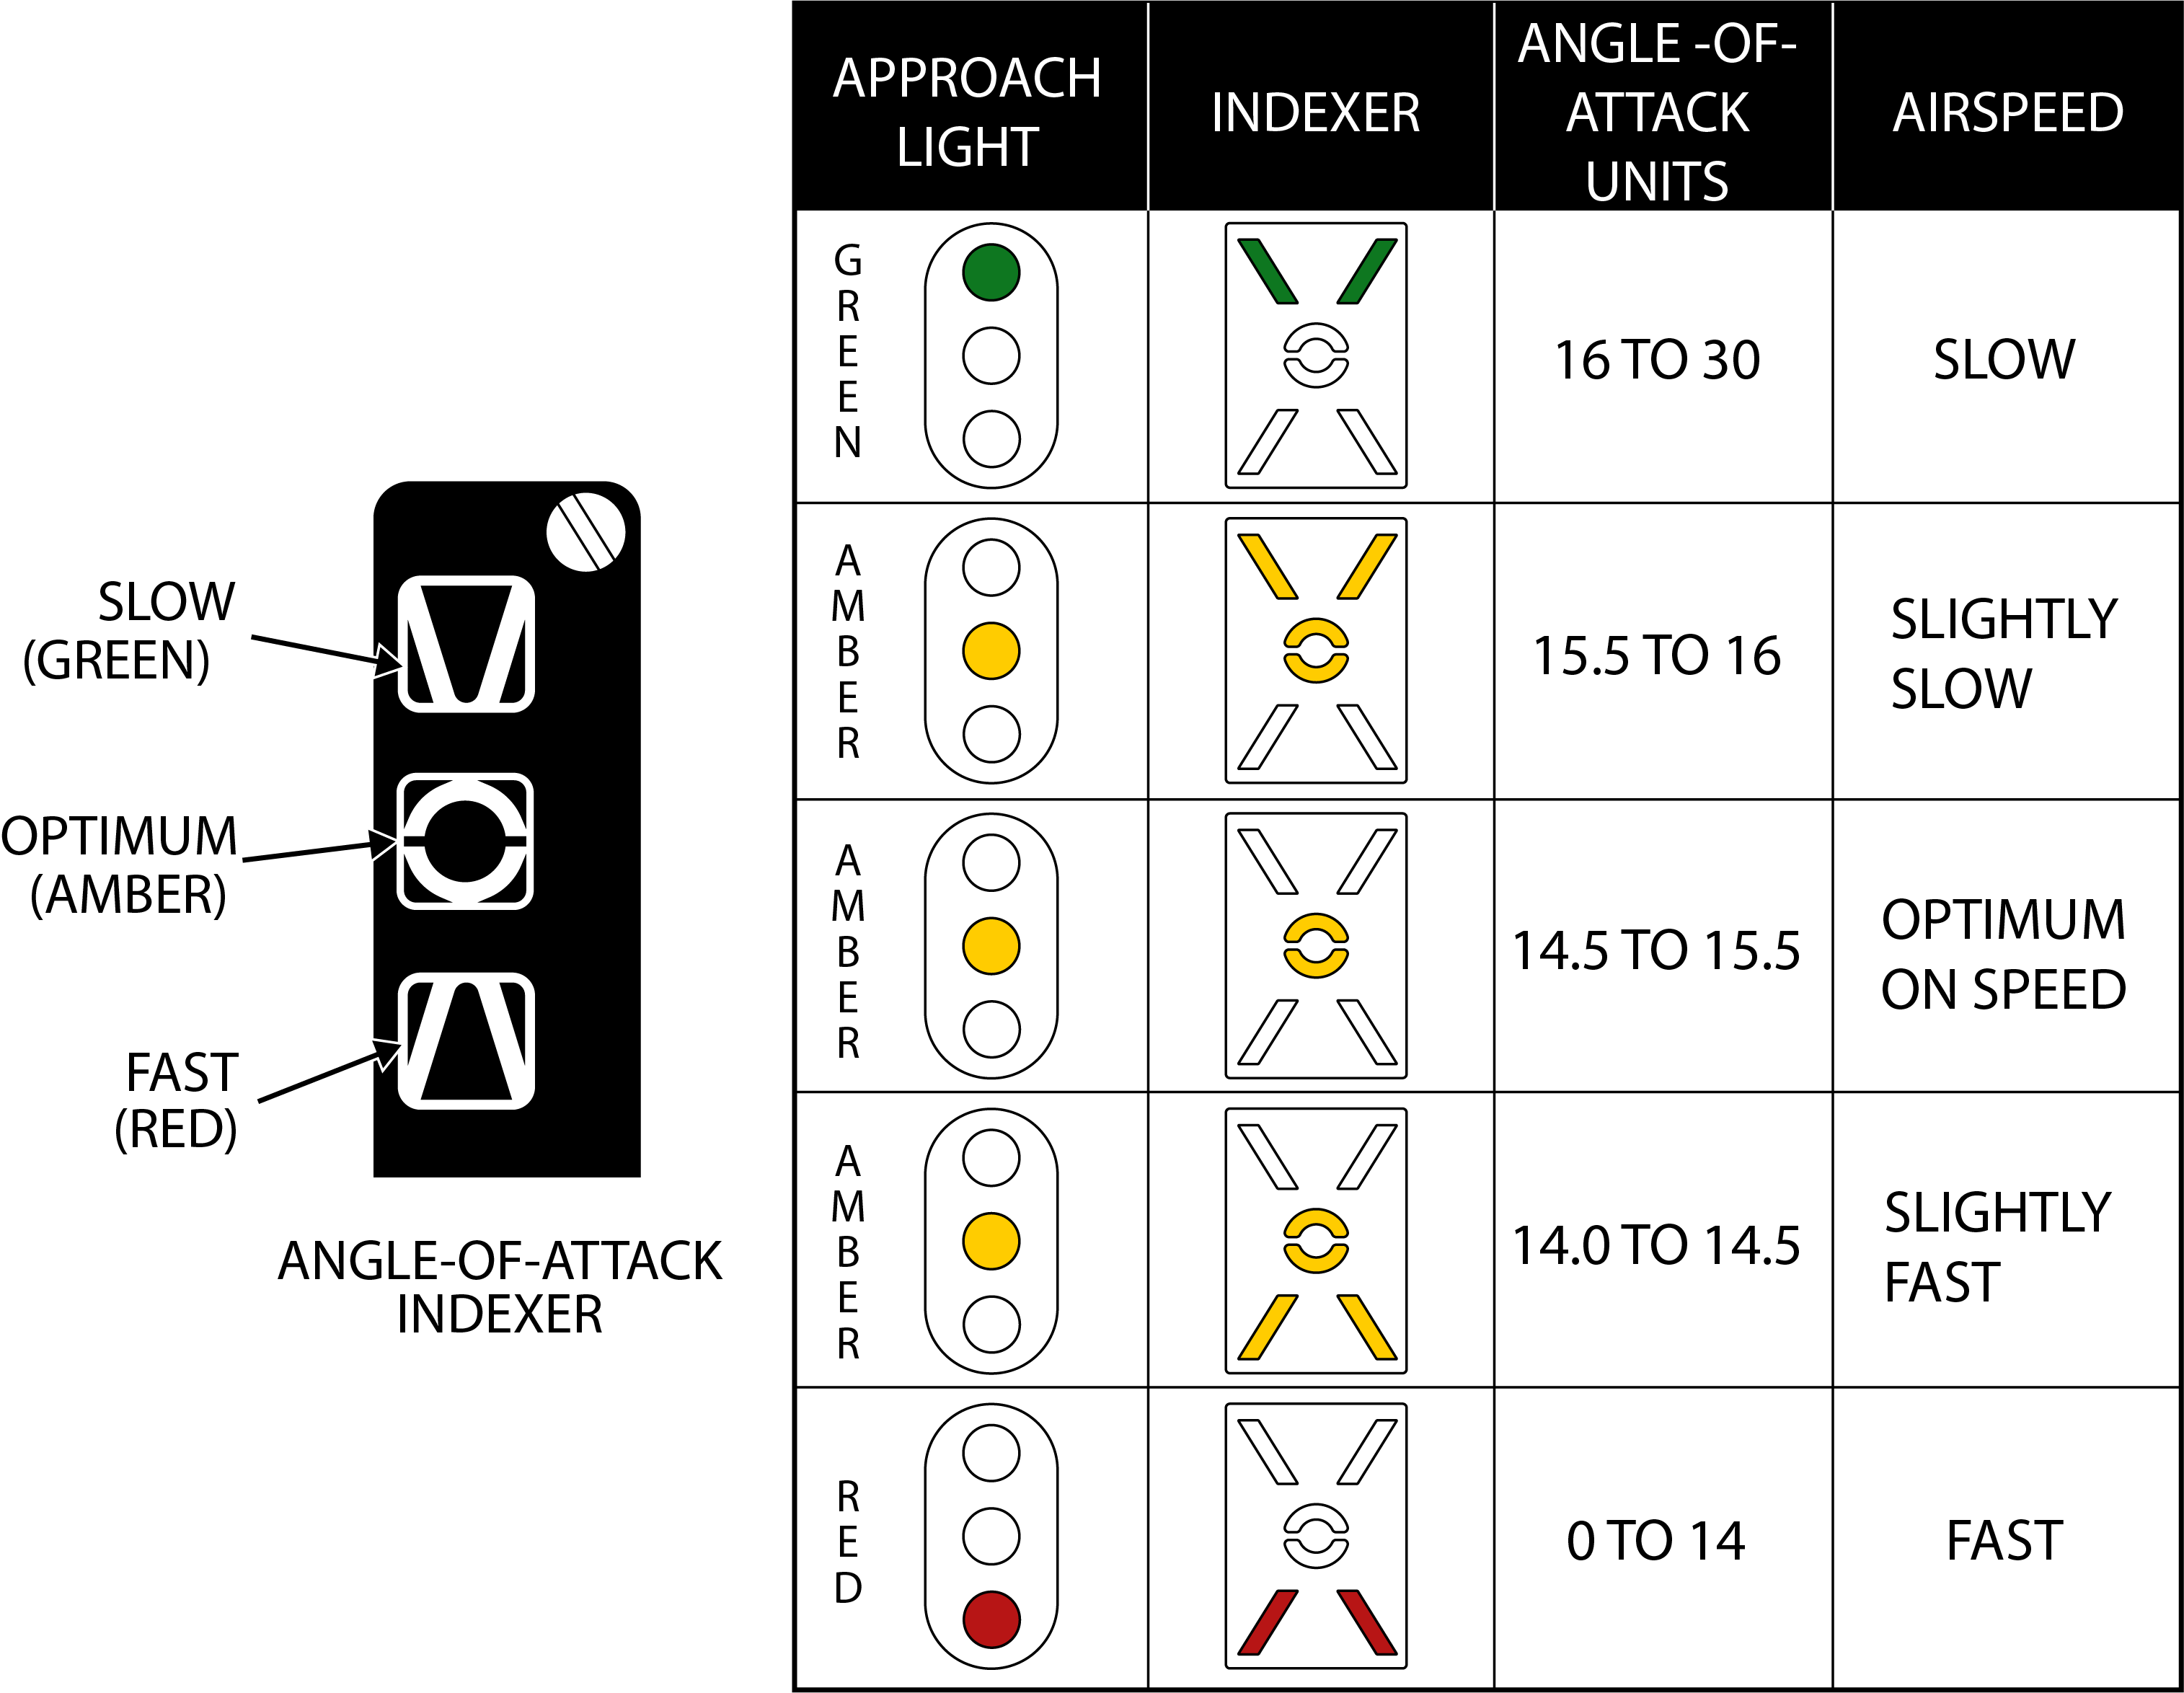 SLOW
(GREEN)
OPTIMUM
(AMBER)
FAST
(RED)
ANGLE-OF-ATTACK
INDEXER
APPROACH
LIGHT
INDEXER
ANGLE -OF-
ATTACK
UNITS
AIRSPEED
GREEN
16 TO 30
SLOW
AMBER
15.5 TO 16
SLIGHTLY
SLOW
AMBER
14.5 TO 15.5
OPTIMUM
ON SPEED
AMBER
14.0 TO 14.5
SLIGHTLY
FAST
RED
0 TO 14
FAST